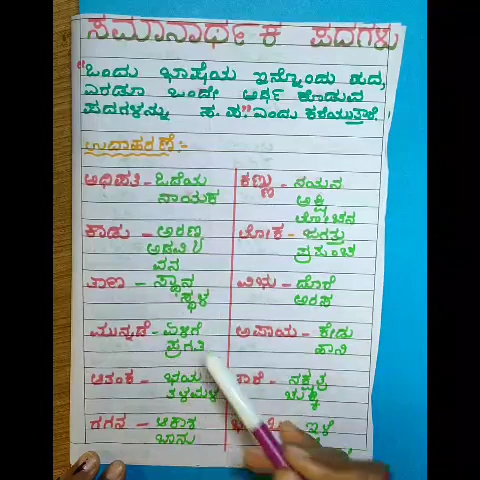 ಸಮಾನಾರ್ಥಕ ಪದಗಳು
"ಒಂದು ಭಾಷೆಯ ಇನ್ನೊಂದು ಪದ,
ಎರಡೂ ಒಂದೇ ಅರ್ಥ ಕೊಡುವ
ಪದಗಳನ್ನು ಸ.ಪ" ಎಂದು ಕರೆಯುತ್ತಾರೆ.
ಉದಾಹರಣೆ:-
ಅಧಿಪತಿ - ಒಡೆಯ
ನಾಯಕ
ಕಾಡು - ಅರಣ್ಯ
ಅಡವಿ
ವನ
ತಾಣ - ಸ್ಥಾನ
ಸ್ಥಳ
ಮುನ್ನಡೆ - ಏಳಿಗೆ
ಪ್ರಗತಿ
ಆತಂಕ - ಭಯ
ತಳಮಳ
ಗಗನ - ಆಕಾಶ
ಬಾನು
ಕಣ್ಣು - ನಯನ
ಅಕ್ಷಿ
ಲೋಚನ
ಲೋಕ - ಜಗತ್ತು
ಪ್ರಪಂಚ
ವಿಭು - ದೊರೆ
ಅರಸ
ಅಪಾಯ - ಕೇಡು
ಹಾನಿ
ನಕ್ಷತ್ರ
ಚುಕ್ಕಿ
ಇಳೆ